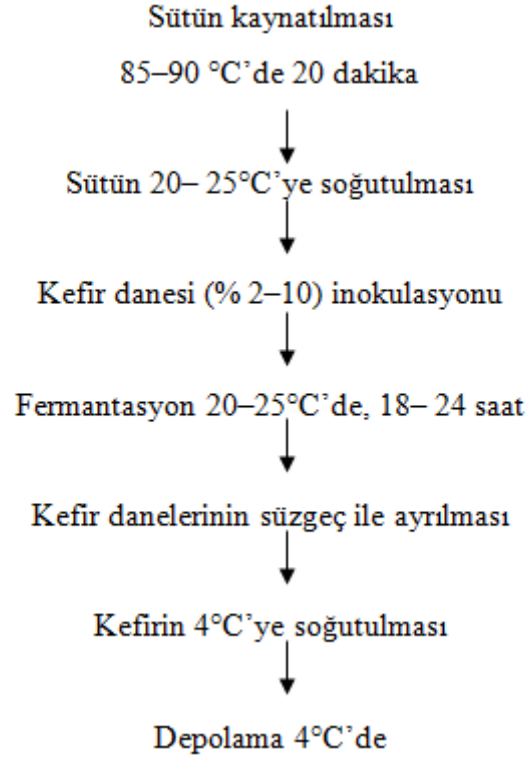 Sütün kaynatılması
85–90 °C’de 20 dakika
Sütün 20– 25°C’ye soğutulması
Kefir danesi (% 2–10) inokulasyonu
Fermantasyon 20–25°C’de, 18– 24 saat
Kefir danelerinin süzgeç ile ayrılması
Kefirin 4°C’ye soğutulması
Depolama 4°C’de